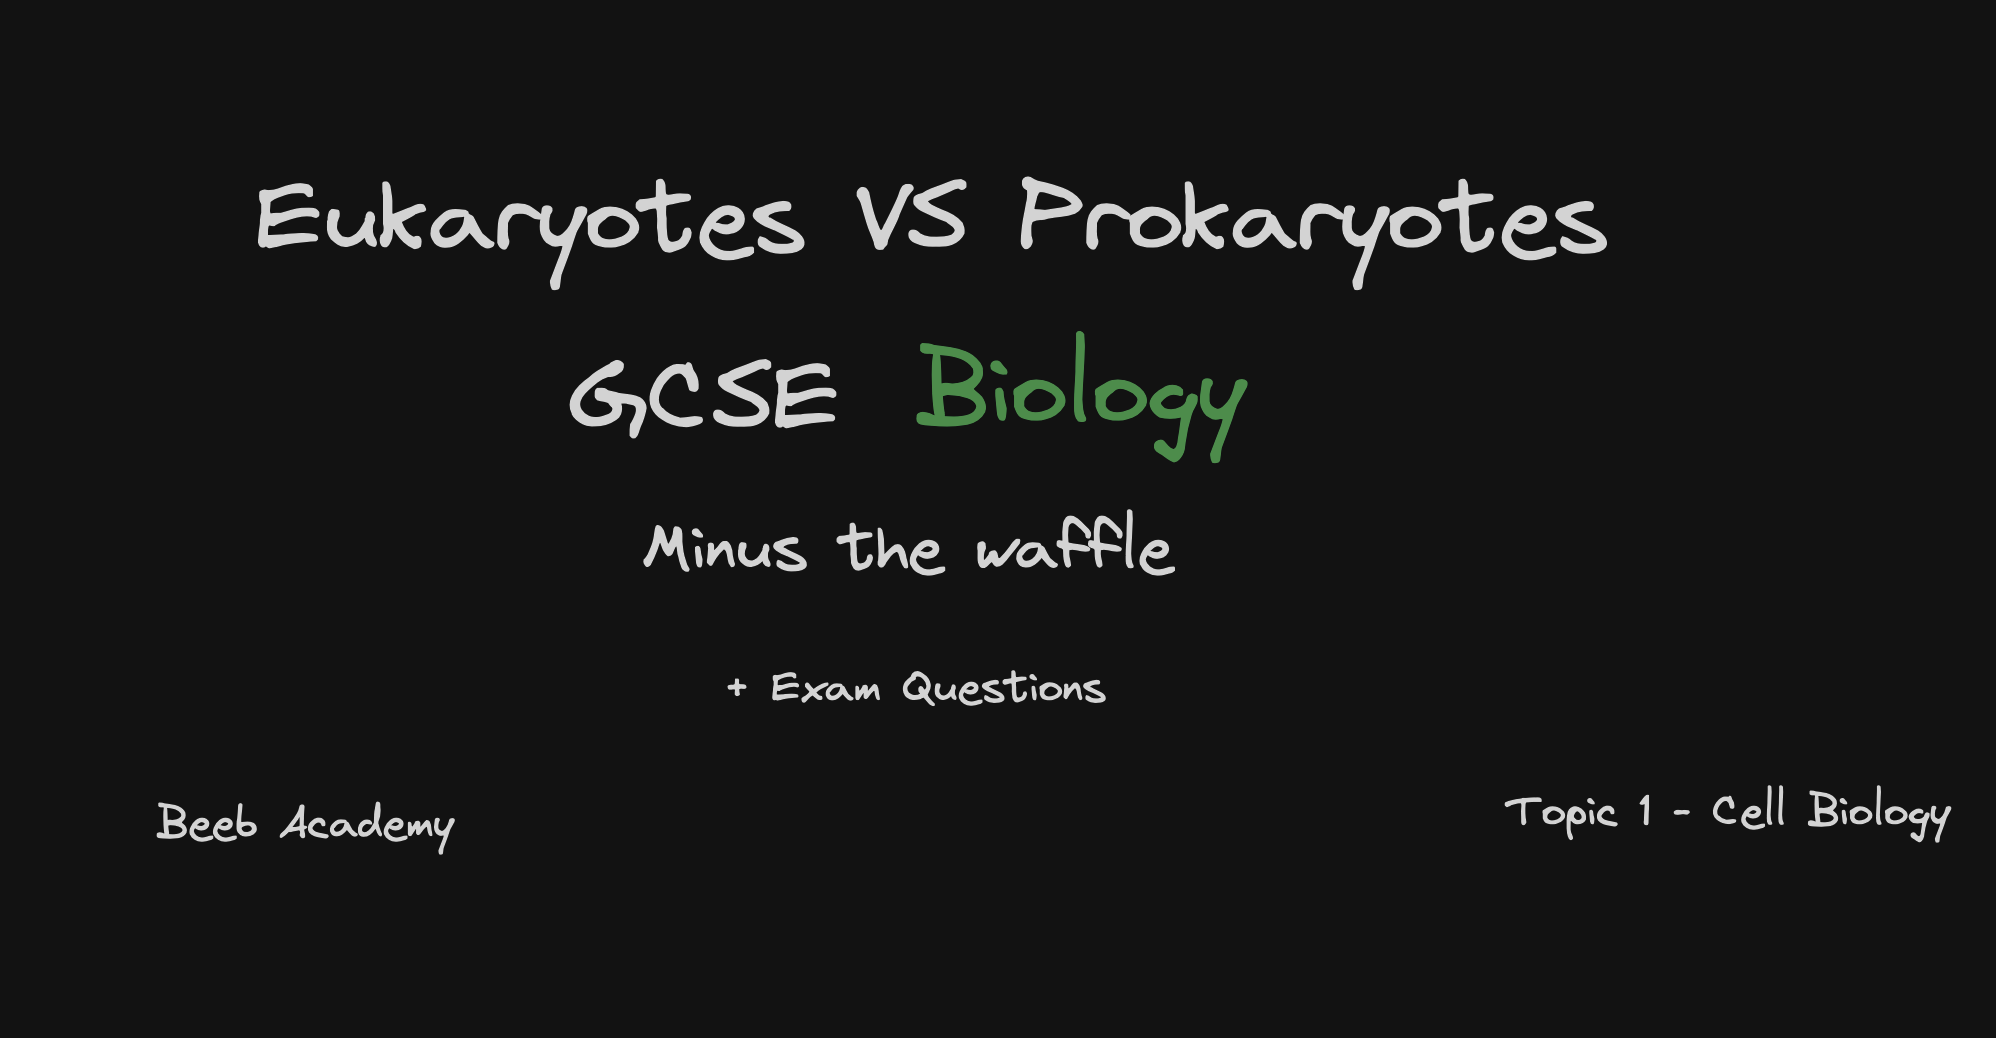 Eukaryotes VS Prokaryotes
GCSE Biology
Minus the waffle
+ Exam Questions
Beeb Academy
Topic 1 - Cell Biology